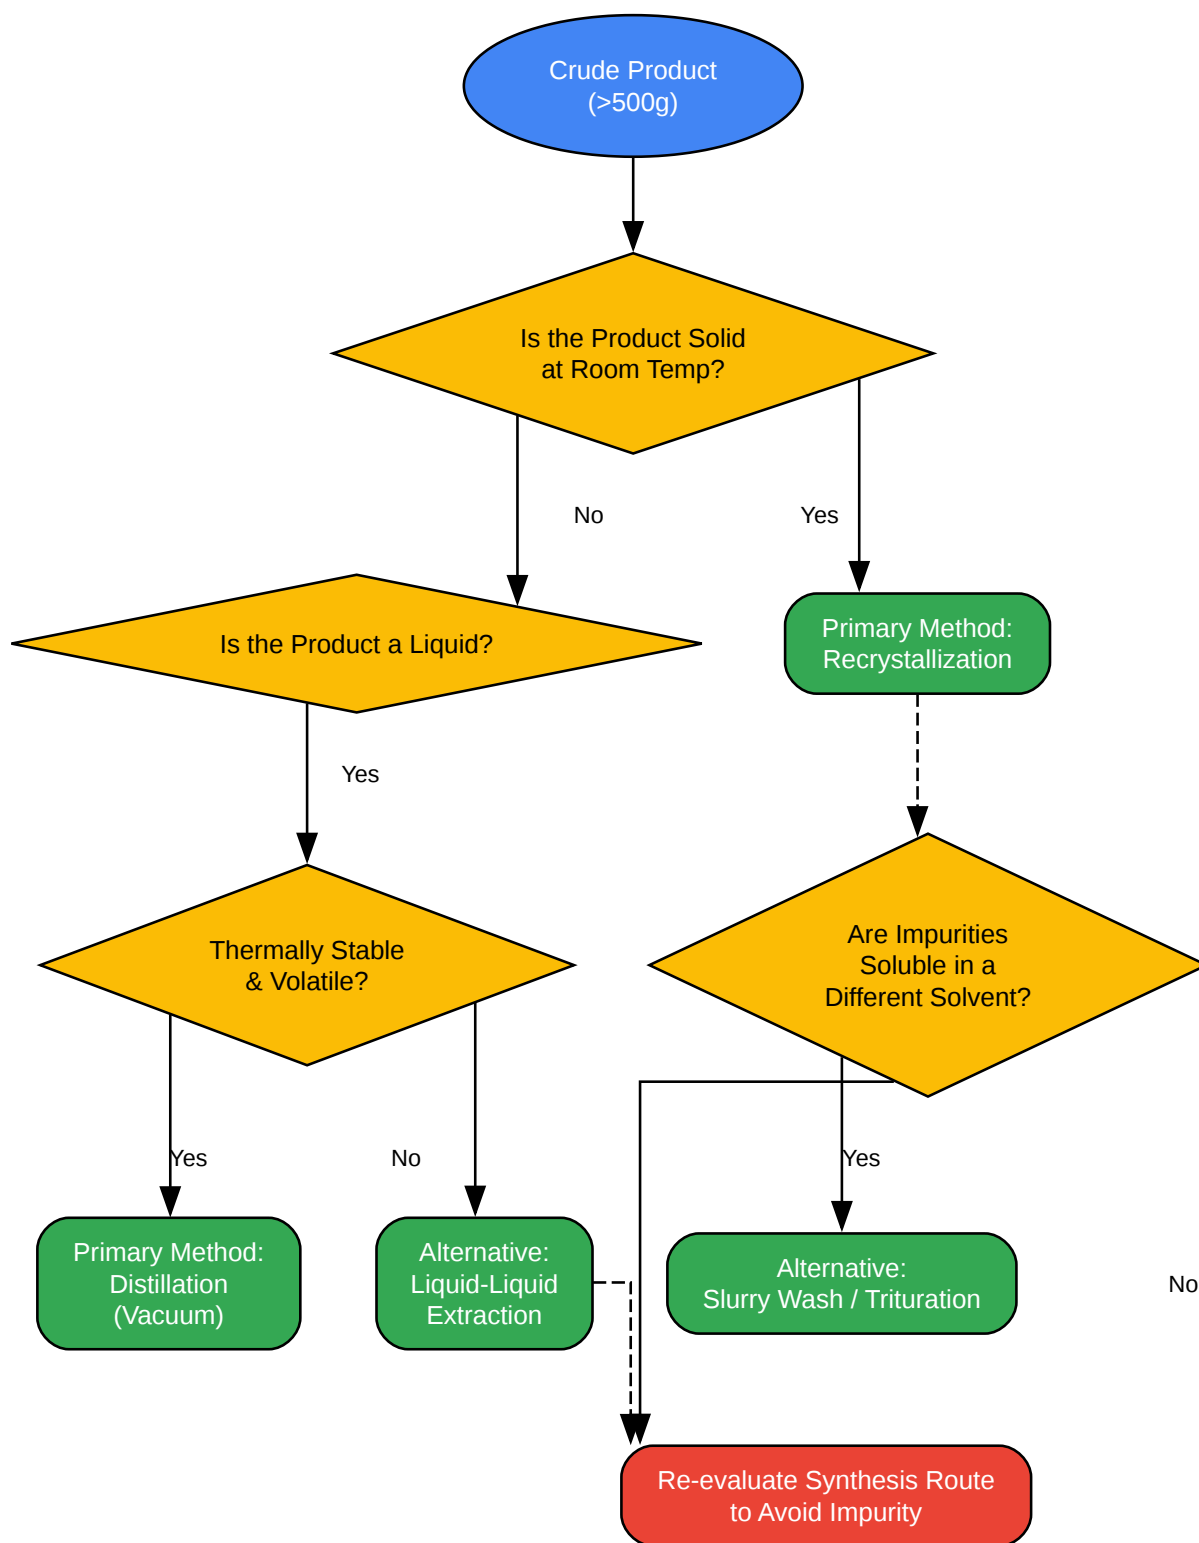 Crude Product
(>500g)
Is the Product Solid
at Room Temp?
No
Yes
Is the Product a Liquid?
Primary Method:
Recrystallization
Yes
Thermally Stable
& Volatile?
Are Impurities
Soluble in a
Different Solvent?
Yes
No
Yes
Primary Method:
Distillation
(Vacuum)
Alternative:
Liquid-Liquid
Extraction
Alternative:
Slurry Wash / Trituration
No
Re-evaluate Synthesis Route
to Avoid Impurity